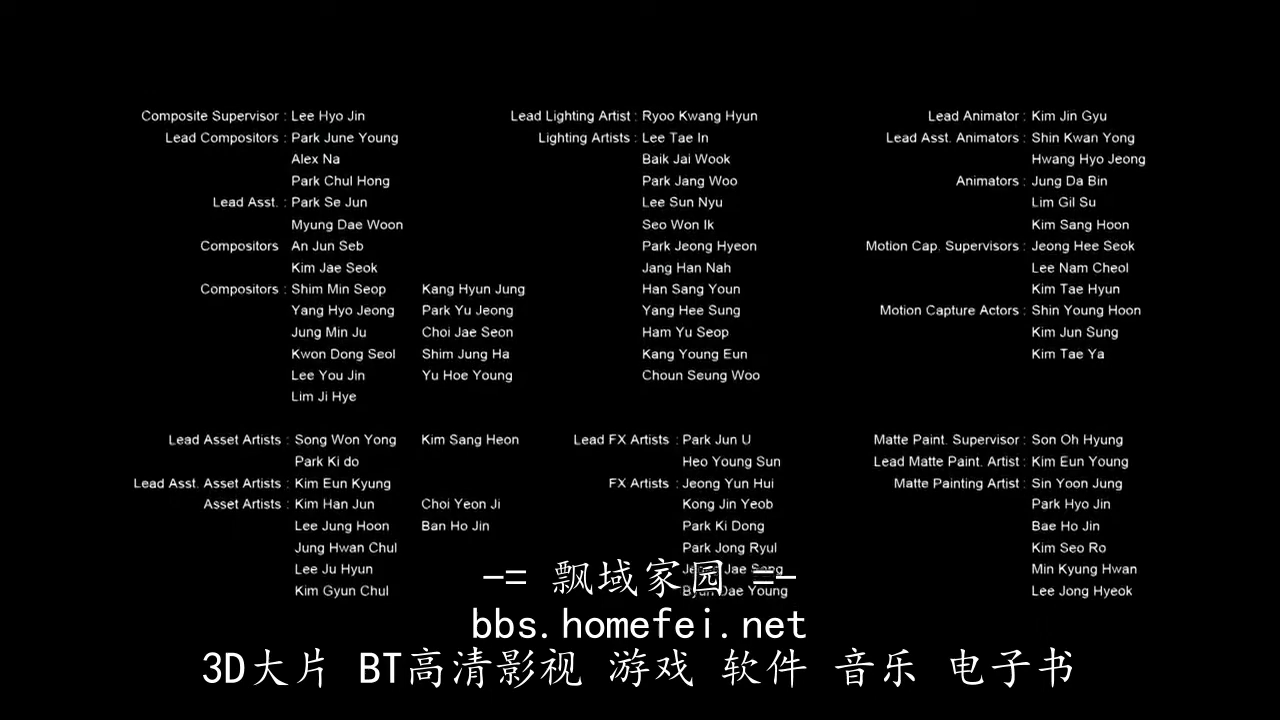 Composite Supervisor : Lee Hyo Jin
Lead Compositors : Park June Young
Alex Na
Park Chul Hong
Lead Asst. : Park Se Jun
Myung Dae Woon
Compositors An Jun Seb
Kim Jae Seok
Compositors : Shim Min Seop Kang Hyun Jung
Yang Hyo Jeong Park Yu Jeong
Jung Min Ju Choi Jae Seon
Kwon Dong Seol Shim Jung Ha
Lee You Jin Yu Hoe Young
Lim Ji Hye
Lead Lighting Artist : Ryoo Kwang Hyun
Lighting Artists : Lee Tae In
Baik Jai Wook
Park Jang Woo
Lee Sun Nyu
Seo Won Ik
Park Jeong Hyeon
Jang Han Nah
Han Sang Youn
Yang Hee Sung
Ham Yu Seop
Kang Young Eun
Choun Seung Woo
Lead Animator : Kim Jin Gyu
Lead Asst. Animators : Shin Kwan Yong
Hwang Hyo Jeong
Animators : Jung Da Bin
Lim Gil Su
Kim Sang Hoon
Motion Cap. Supervisors : Jeong Hee Seok
Lee Nam Cheol
Kim Tae Hyun
Motion Capture Actors : Shin Young Hoon
Kim Jun Sung
Kim Tae Ya
Lead Asset Artists : Song Won Yong Kim Sang Heon
Park Ki do
Lead Asst. Asset Artists : Kim Eun Kyung
Asset Artists : Kim Han Jun Choi Yeon Ji
Lee Jung Hoon Ban Ho Jin
Jung Hwan Chul
Lee Ju Hyun
Kim Gyun Chul
Lead FX Artists : Park Jun U
Heo Young Sun
FX Artists : Jeong Yun Hui
Kong Jin Yeob
Park Ki Dong
Park Jong Ryul
Jae Song
Dae Young
Matte Paint. Supervisor : Son Oh Hyung
Lead Matte Paint. Artist : Kim Eun Young
Matte Painting Artist : Sin Yoon Jung
Park Hyo Jin
Bae Ho Jin
Kim Seo Ro
Min Kyung Hwan
Lee Jong Hyeok
-= 飘域家园 =-
bbs.homefei.net
3D大片 BT高清影视 游戏 软件 音乐 电子书